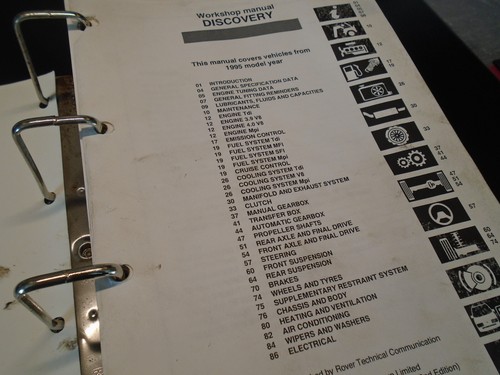 Workshop manual
DISCOVERY
This manual covers vehicles from
1995 model year
01 INTRODUCTION
04 GENERAL SPECIFICATION DATA
05 ENGINE TUNING DATA
07 GENERAL FITTING REMINDERS
09 LUBRICANTS, FLUIDS AND CAPACITIES
10 MAINTENANCE
12 ENGINE Tdi
12 ENGINE 3.9 V8
12 ENGINE 4.0 V8
12 ENGINE Mpi
17 EMISSION CONTROL
19 FUEL SYSTEM Tdi
19 FUEL SYSTEM MFI
19 FUEL SYSTEM SFI
19 FUEL SYSTEM Mpi
19 CRUISE CONTROL
26 COOLING SYSTEM Tdi
26 COOLING SYSTEM V8
26 COOLING SYSTEM Mpi
30 MANIFOLD AND EXHAUST SYSTEM
33 CLUTCH
37 MANUAL GEARBOX
41 TRANSFER BOX
44 AUTOMATIC GEARBOX
47 PROPELLER SHAFTS
51 REAR AXLE AND FINAL DRIVE
54 FRONT AXLE AND FINAL DRIVE
57 STEERING
60 FRONT SUSPENSION
64 REAR SUSPENSION
70 BRAKES
74 WHEELS AND TYRES
75 SUPPLEMENTARY RESTRAINT SYSTEM
76 CHASSIS AND BODY
80 HEATING AND VENTILATION
82 AIR CONDITIONING
84 WIPERS AND WASHERS
86 ELECTRICAL
by Rover Technical Communication
Limited
Edition)